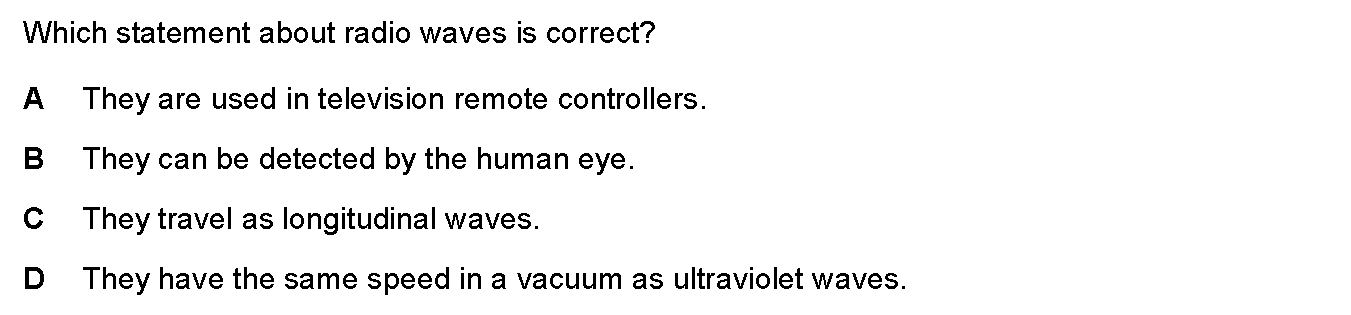 Which statement about radio waves is correct?
A They are used in television remote controllers.
B They can be detected by the human eye.
C They travel as longitudinal waves.
D They have the same speed in a vacuum as ultraviolet waves.